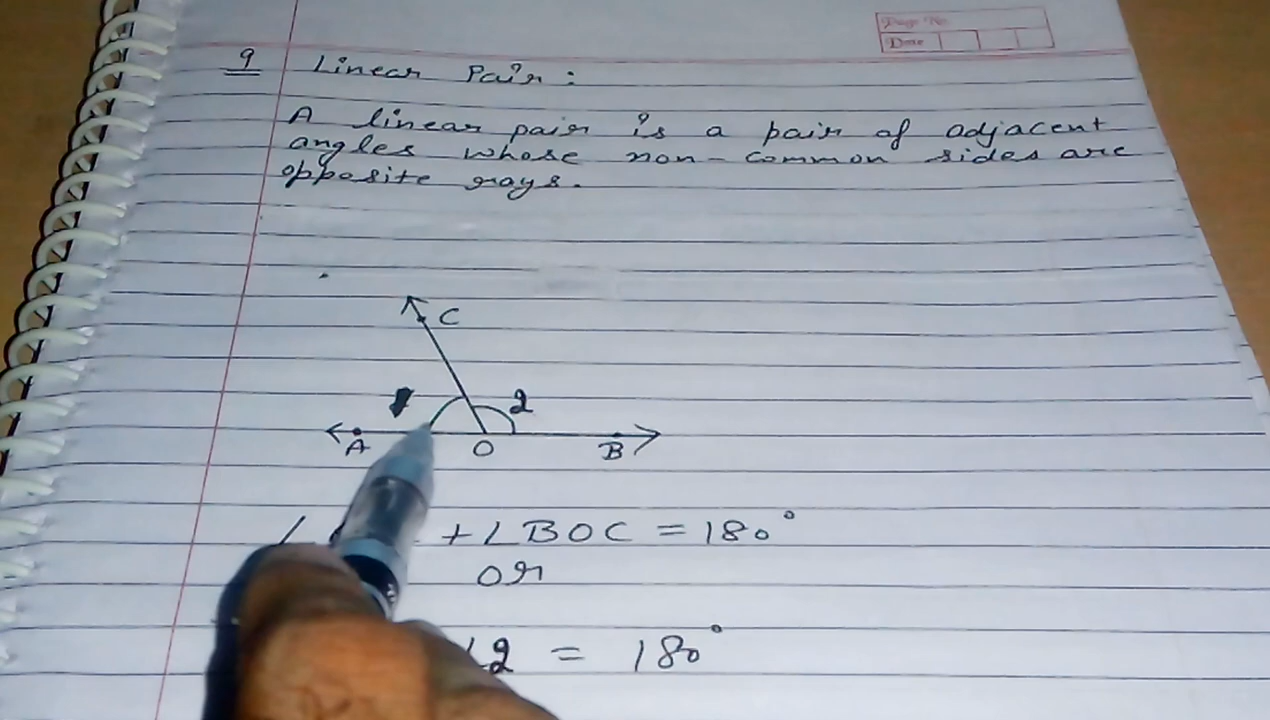 Page No.
Date
9 Linear Pair :
A linear pair is a pair of adjacent
angles whose non-common sides are
opposite rays.
C
2
A O B
∠ + ∠BOC = 180°
or
∠2 = 180°